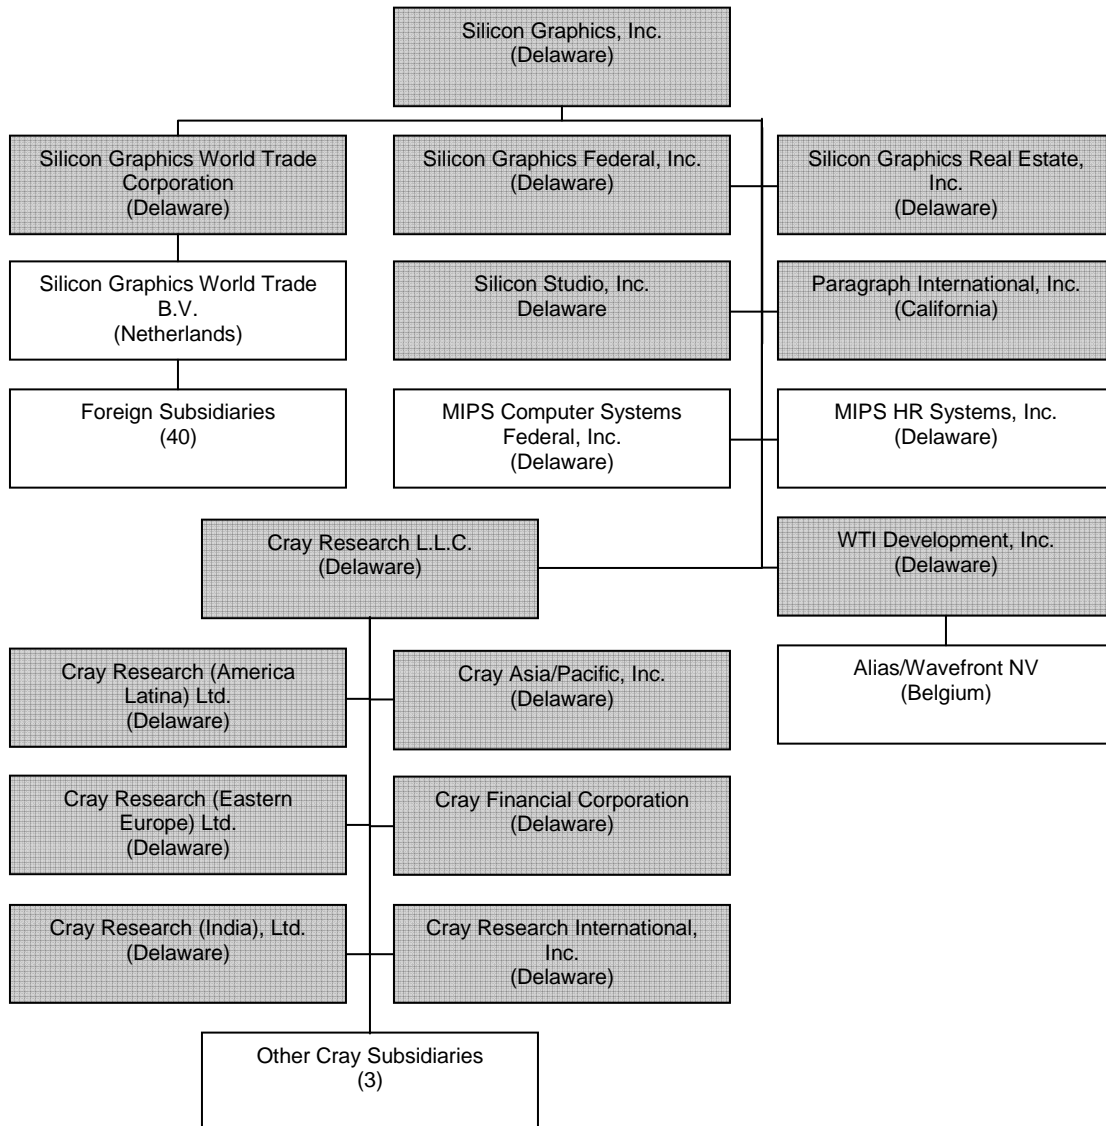 Silicon Graphics, Inc.
(Delaware)
Silicon Graphics World Trade
Corporation
(Delaware)
Silicon Graphics Federal, Inc.
(Delaware)
Silicon Graphics Real Estate,
Inc.
(Delaware)
Silicon Graphics World Trade
B.V.
(Netherlands)
Silicon Studio, Inc.
Delaware
Paragraph International, Inc.
(California)
Foreign Subsidiaries
(40)
MIPS Computer Systems
Federal, Inc.
(Delaware)
MIPS HR Systems, Inc.
(Delaware)
Cray Research L.L.C.
(Delaware)
WTI Development, Inc.
(Delaware)
Cray Research (America
Latina) Ltd.
(Delaware)
Cray Asia/Pacific, Inc.
(Delaware)
Alias/Wavefront NV
(Belgium)
Cray Research (Eastern
Europe) Ltd.
(Delaware)
Cray Financial Corporation
(Delaware)
Cray Research (India), Ltd.
(Delaware)
Cray Research International,
Inc.
(Delaware)
Other Cray Subsidiaries
(3)